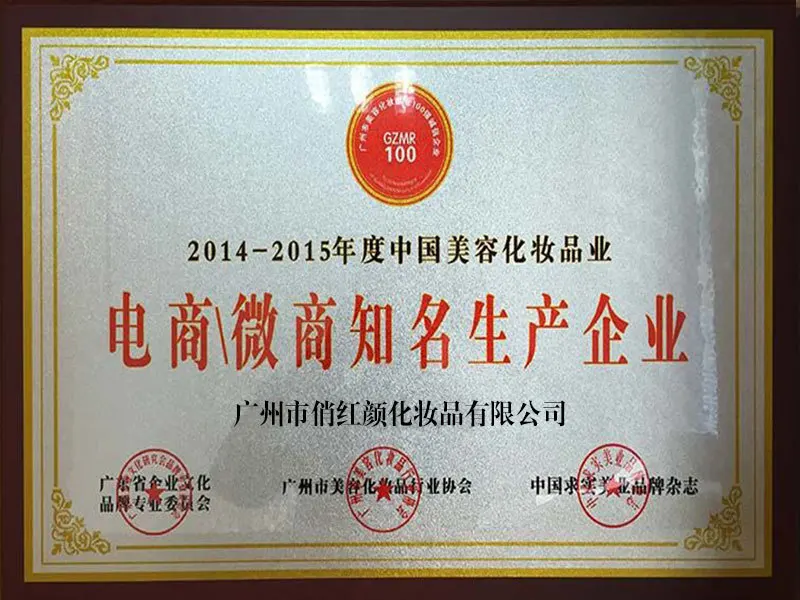 GZMR
100
2014-2015年度中国美容化妆品业
电商\微商知名生产企业
广州市俏红颜化妆品有限公司
广东省企业文化
品牌专业委员会
广州市美容化妆品行业协会
中国求实美业品牌杂志